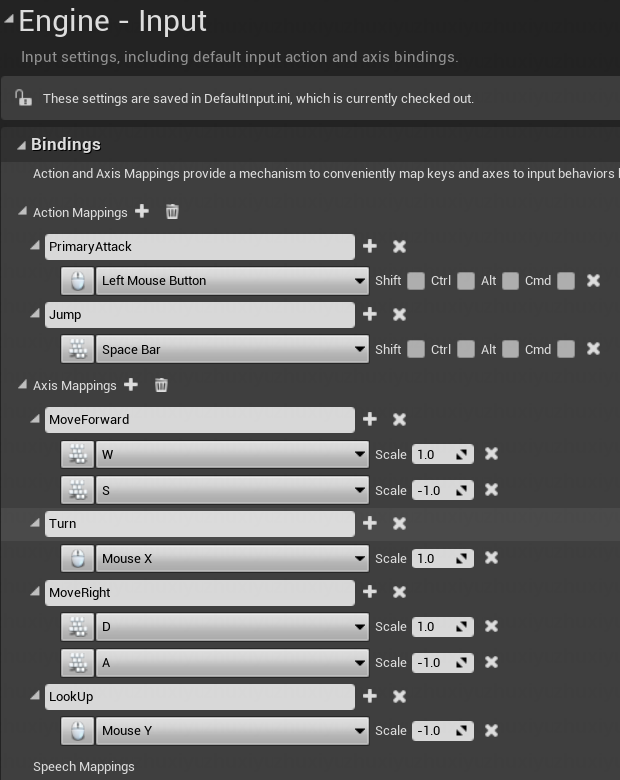 Engine - Input
Input settings, including default input action and axis bindings.
These settings are saved in DefaultInput.ini, which is currently checked out.
Bindings
Action and Axis Mappings provide a mechanism to conveniently map keys and axes to input behaviors
Action Mappings
PrimaryAttack
Left Mouse Button Shift Ctrl Alt Cmd
Jump
Space Bar Shift Ctrl Alt Cmd
Axis Mappings
MoveForward
W Scale 1.0
S Scale -1.0
Turn
Mouse X Scale 1.0
MoveRight
D Scale 1.0
A Scale -1.0
LookUp
Mouse Y Scale -1.0
Speech Mappings